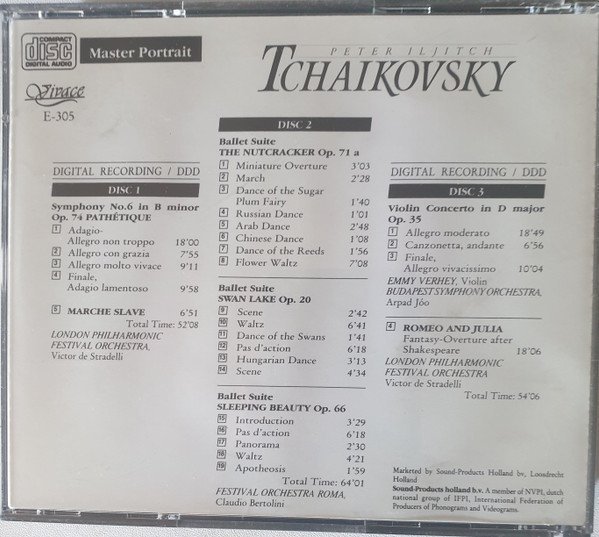 COMPACT
disc
DIGITAL AUDIO
Master Portrait
PETER ILJITCH
TCHAIKOVSKY
Vivace
E-305
DIGITAL RECORDING / DDD
DISC 1
Symphony No.6 in B minor
Op. 74 PATHÉTIQUE
1 Adagio-
Allegro non troppo 18'00
2 Allegro con grazia 7'55
3 Allegro molto vivace 9'11
4 Finale,
Adagio lamentoso 9'58
5 MARCHE SLAVE 6'51
Total Time: 52'08
LONDON PHILHARMONIC
FESTIVAL ORCHESTRA,
Victor de Stradelli
DISC 2
Ballet Suite
THE NUTCRACKER Op. 71 a
1 Miniature Overture 3'03
2 March 2'28
3 Dance of the Sugar
Plum Fairy 1'40
4 Russian Dance 1'01
5 Arab Dance 2'48
6 Chinese Dance 1'08
7 Dance of the Reeds 1'56
8 Flower Waltz 7'08
Ballet Suite
SWAN LAKE Op. 20
9 Scene 2'42
10 Waltz 6'41
11 Dance of the Swans 1'41
12 Pas d'action 6'18
13 Hungarian Dance 3'13
14 Scene 4'34
Ballet Suite
SLEEPING BEAUTY Op. 66
15 Introduction 3'29
16 Pas d'action 6'18
17 Panorama 2'30
18 Waltz 4'21
19 Apotheosis 1'59
Total Time: 64'01
FESTIVAL ORCHESTRA ROMA,
Claudio Bertolini
DIGITAL RECORDING / DDD
DISC 3
Violin Concerto in D major
Op. 35
1 Allegro moderato 18'49
2 Canzonetta, andante 6'56
3 Finale,
Allegro vivacissimo 10'04
EMMY VERHEY, Violin
BUDAPEST SYMPHONY ORCHESTRA,
Arpad Jóo
4 ROMEO AND JULIA
Fantasy-Overture after
Shakespeare 18'06
LONDON PHILHARMONIC
FESTIVAL ORCHESTRA
Victor de Stradelli
Total Time: 54'06
Marketed by Sound-Products Holland bv, Loosdrecht
Holland
Sound-Products holland b.v. A member of NVPI, dutch
national group of IFPI, International Federation of
Producers of Phonograms and Videograms.